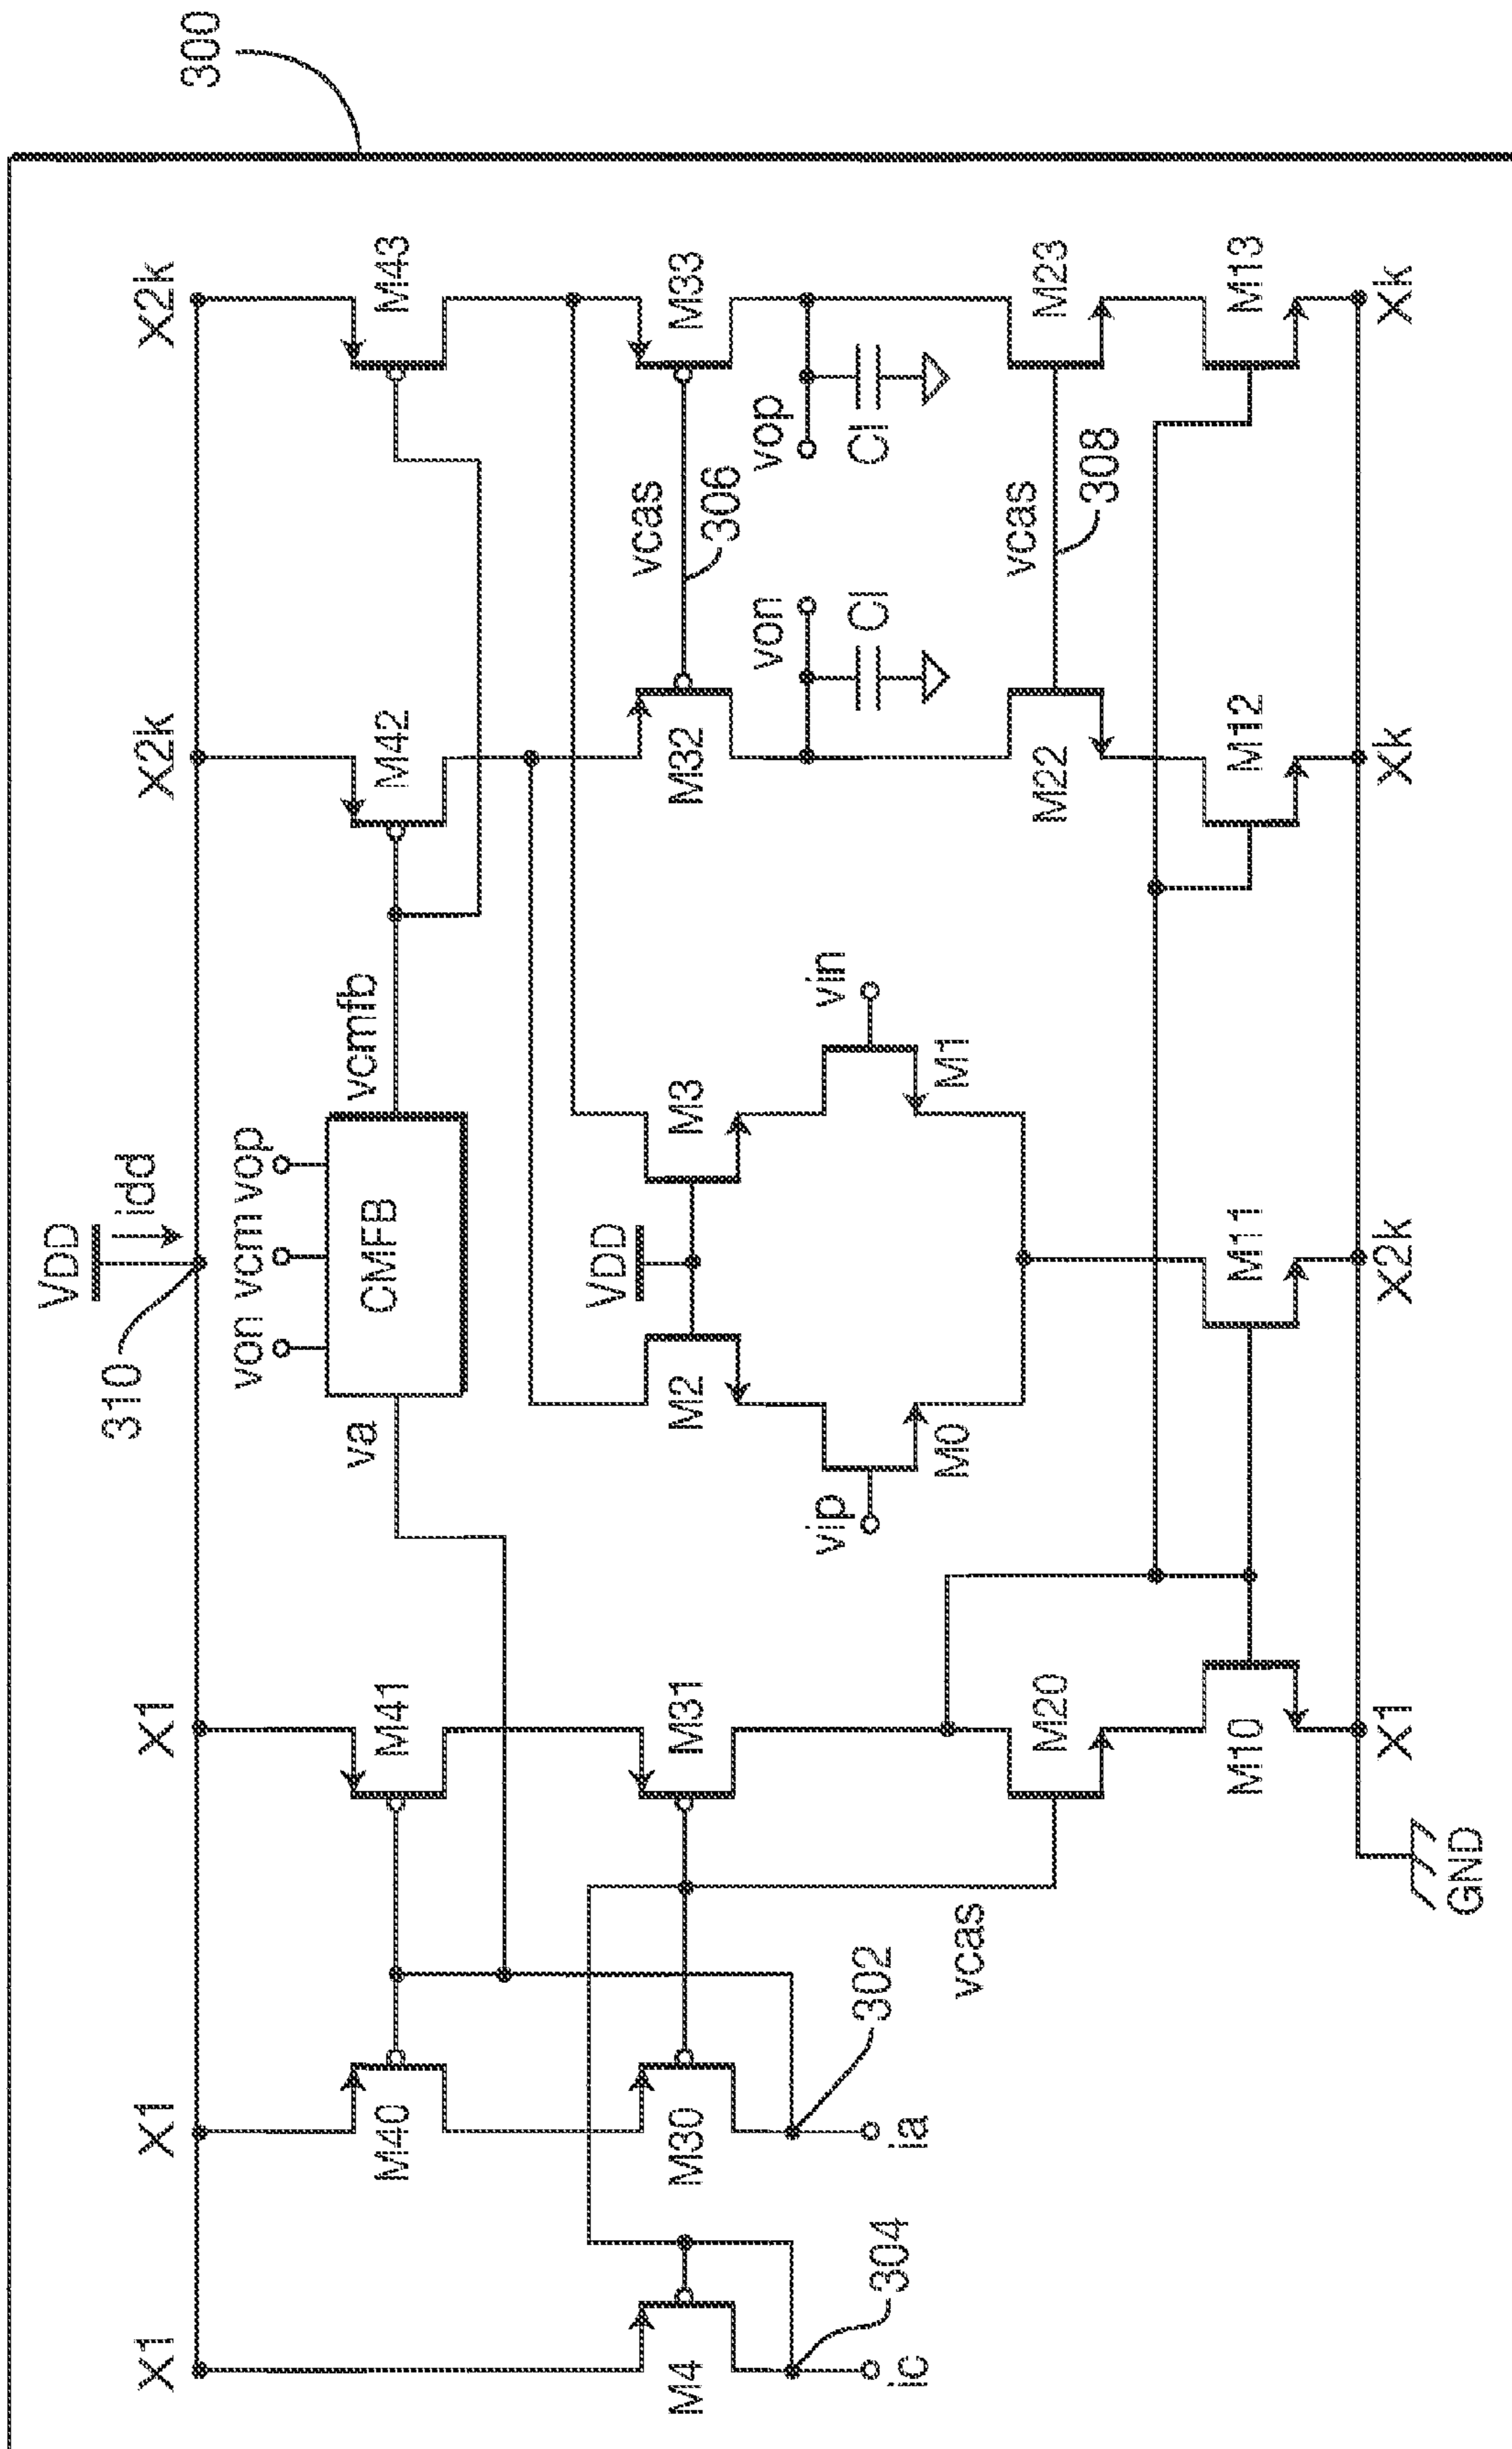 300
VDD
idd
310
X1
X1
X1
X2k
X2k
von vcm vop
va
CMFB
vcmfb
M40
M41
M42
M43
VDD
M2
M3
vcas
306
M4
M30
M31
M32
M33
vip
vin
von
vop
Cl
Cl
M0
M1
ic
304
ia
302
vcas
vcas
308
M20
M22
M23
M10
M11
M12
M13
GND
X1
X2k
Xk
Xk